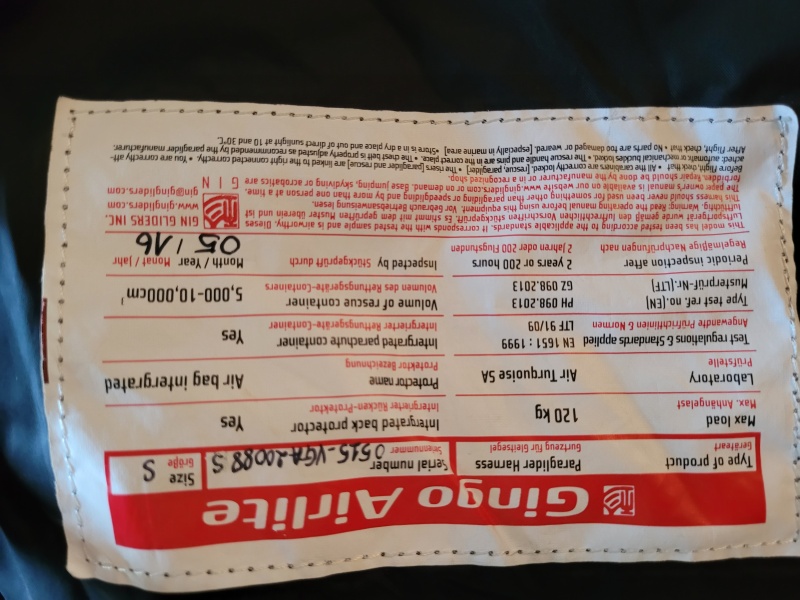 Gingo Airlite
Type of product
Geräteart
Paraglider Harness
Gurtzeug für Gleitsegel
Serial number
Seriennummer
0515-VGA20088 S
Size
Größe
S
Max load
Max. Anhängelast
120 kg
Intergrated back protector
Intergrierter Rücken-Protektor
Yes
Laboratory
Prüfstelle
Air Turquoise SA
Protector name
Protektor Bezeichnung
Air bag intergrated
Test regulations & Standards applied
Angewandte Prüfrichtlinien & Normen
EN 1651 : 1999
LTF 91/09
Intergrated parachute container
Intergrierter Rettungsgeräte-Container
Yes
Type test ref. no. [EN]
Musterprüf-Nr. [LTF]
PH 098.2013
GZ 098.2013
Volume of rescue container
Volumen des Rettungsgeräte-Containers
5,000-10,000cm³
Periodic inspection after
Regelmäßige Nachprüfung nach
2 years or 200 hours
2 Jahren oder 200 Flugstunden
Inspected by
Stückgeprüft durch
Month / Year
Monat / Jahr
05 / 16
This model has been tested according to the applicable standards. It corresponds with the tested sample and is airworthy. Dieses
Luftsportgerät wurde gemäß den lufttechnischen Vorschriften stückgeprüft. Es stimmt mit dem geprüften Muster überein und ist
lufttüchtig. Warning: Read the operating manual before using this equipment. Vor Gebrauch Betriebsanweisung lesen.
This harness should never been used for something other than paragliding or speedgliding and by more than one person at a time.
The paper owner's manual is available on our website www.gingliders.com or on demand. Base jumping, skydiving or acrobatics are
forbidden. Repair should be done by the manufacturer or in a recognized shop.
GIN GLIDERS INC.
www.gingliders.com
gin@gingliders.com
GIN
Before flight, check that • All the carabiners are correctly locked. [rescue, paraglider] • The risers paraglider and rescue] are linked to the right connected correctly. • You are correctly att-
ached: automatic or mechanical buckles locked. • The rescue handle and pins are in the correct place. • The chest belt is properly adjusted as recommended by the paraglider manufacturer.
After flight, check that • No parts are too damaged or weared, [especially in marine area] •Store is in a dry place and out of direct sunlight at 10 and 30°C